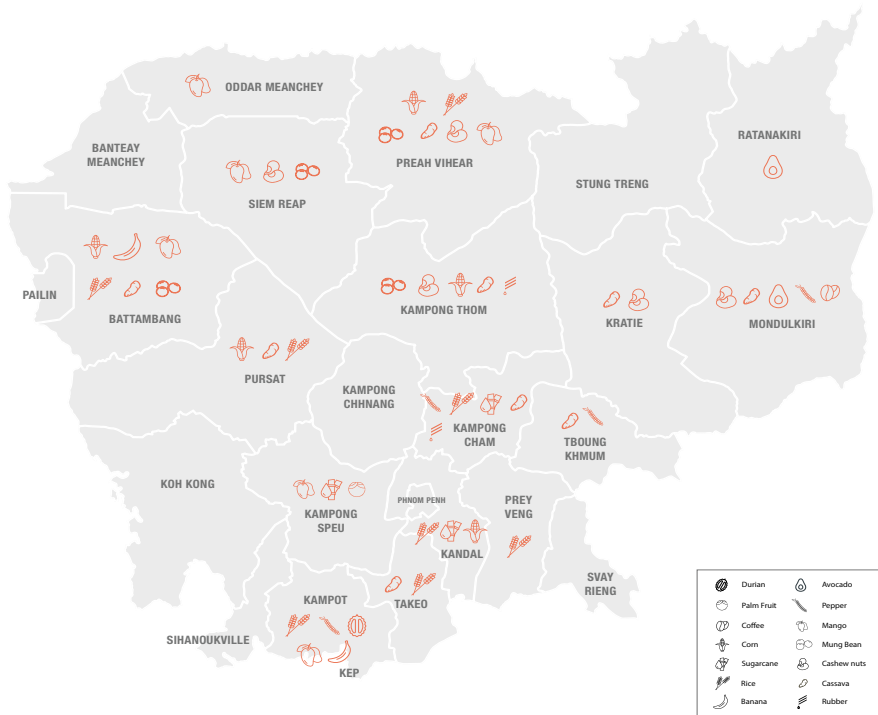 ODDAR MEANCHEY
BANTEAY
MEANCHEY
PREAH VIHEAR
RATANAKIRI
STUNG TRENG
SIEM REAP
PAILIN
BATTAMBANG
KAMPONG THOM
KRATIE
MONDULKIRI
PURSAT
KAMPONG
CHHNANG
KAMPONG
CHAM
TBOUNG
KHMUM
KOH KONG
KAMPONG
SPEU
PHNOM PENH
PREY
VENG
KANDAL
SVAY
RIENG
KAMPOT
TAKEO
SIHANOUKVILLE
KEP
Durian
Avocado
Palm Fruit
Pepper
Coffee
Mango
Corn
Mung Bean
Sugarcane
Cashew nuts
Rice
Cassava
Banana
Rubber